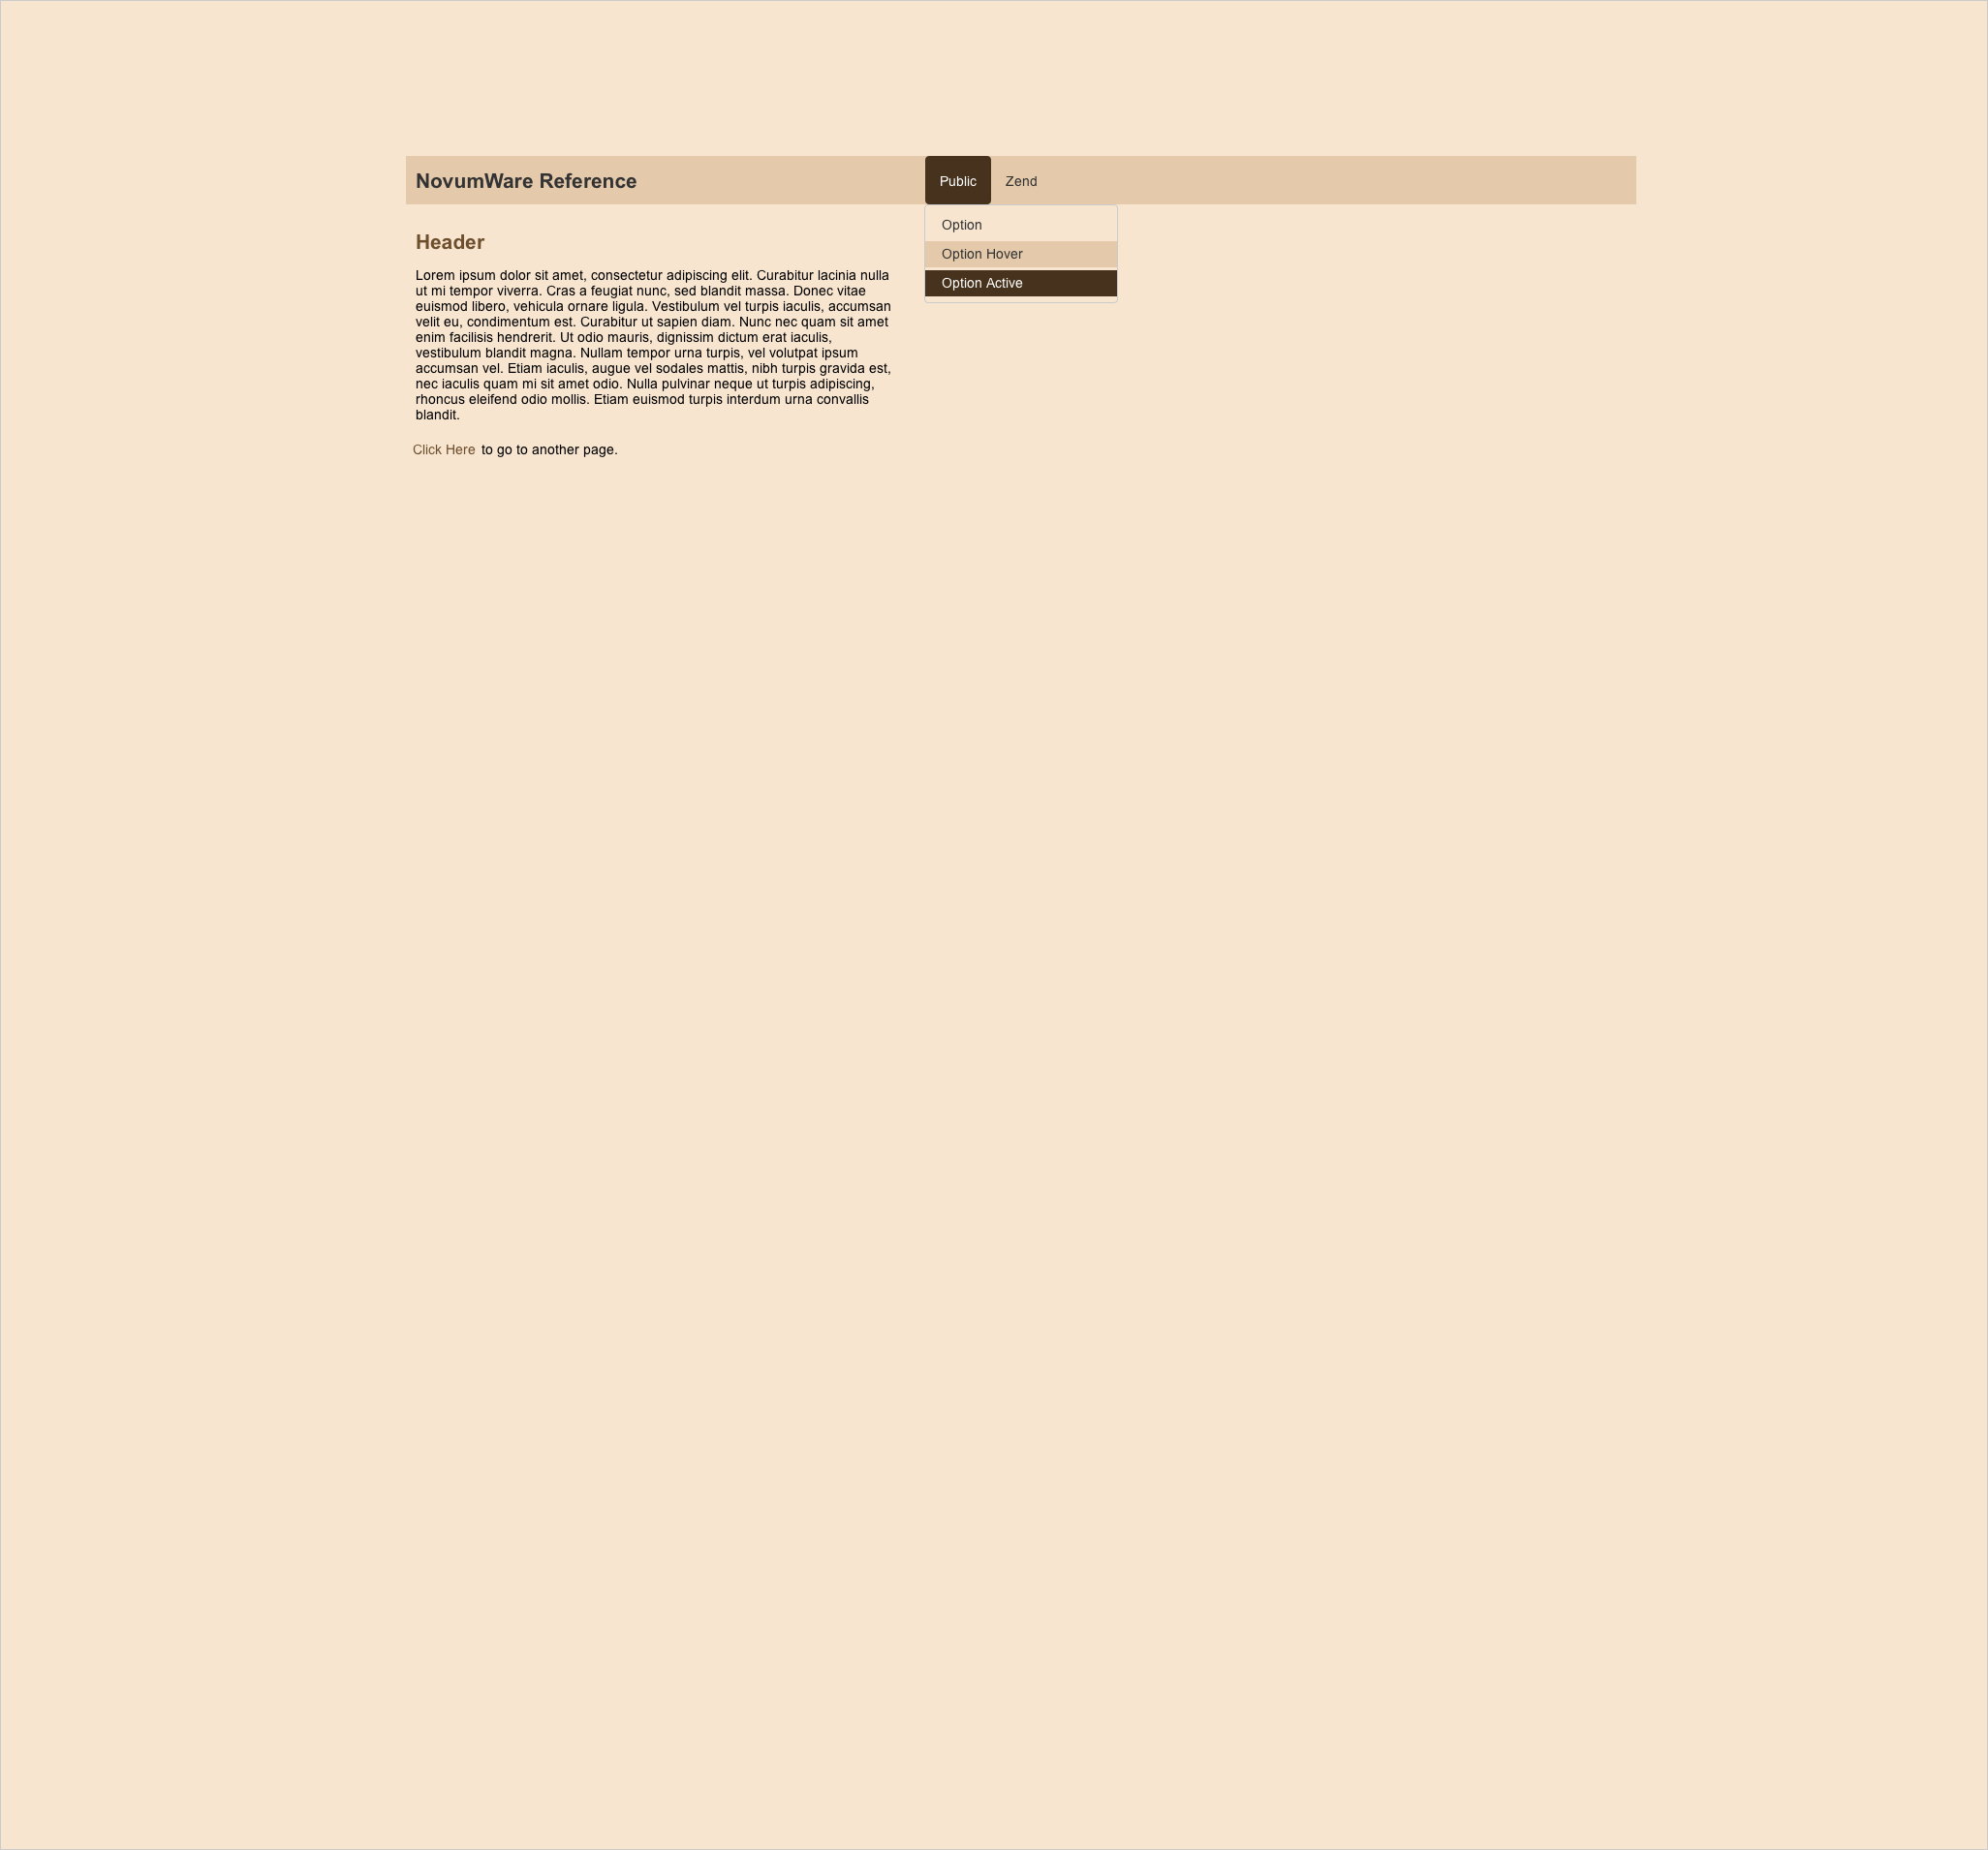 NovumWare Reference
Public
Zend
Option
Option Hover
Option Active
Header
Lorem ipsum dolor sit amet, consectetur adipiscing elit. Curabitur lacinia nulla
ut mi tempor viverra. Cras a feugiat nunc, sed blandit massa. Donec vitae
euismod libero, vehicula ornare ligula. Vestibulum vel turpis iaculis, accumsan
velit eu, condimentum est. Curabitur ut sapien diam. Nunc nec quam sit amet
enim facilisis hendrerit. Ut odio mauris, dignissim dictum erat iaculis,
vestibulum blandit magna. Nullam tempor urna turpis, vel volutpat ipsum
accumsan vel. Etiam iaculis, augue vel sodales mattis, nibh turpis gravida est,
nec iaculis quam mi sit amet odio. Nulla pulvinar neque ut turpis adipiscing,
rhoncus eleifend odio mollis. Etiam euismod turpis interdum urna convallis
blandit.
Click Here to go to another page.